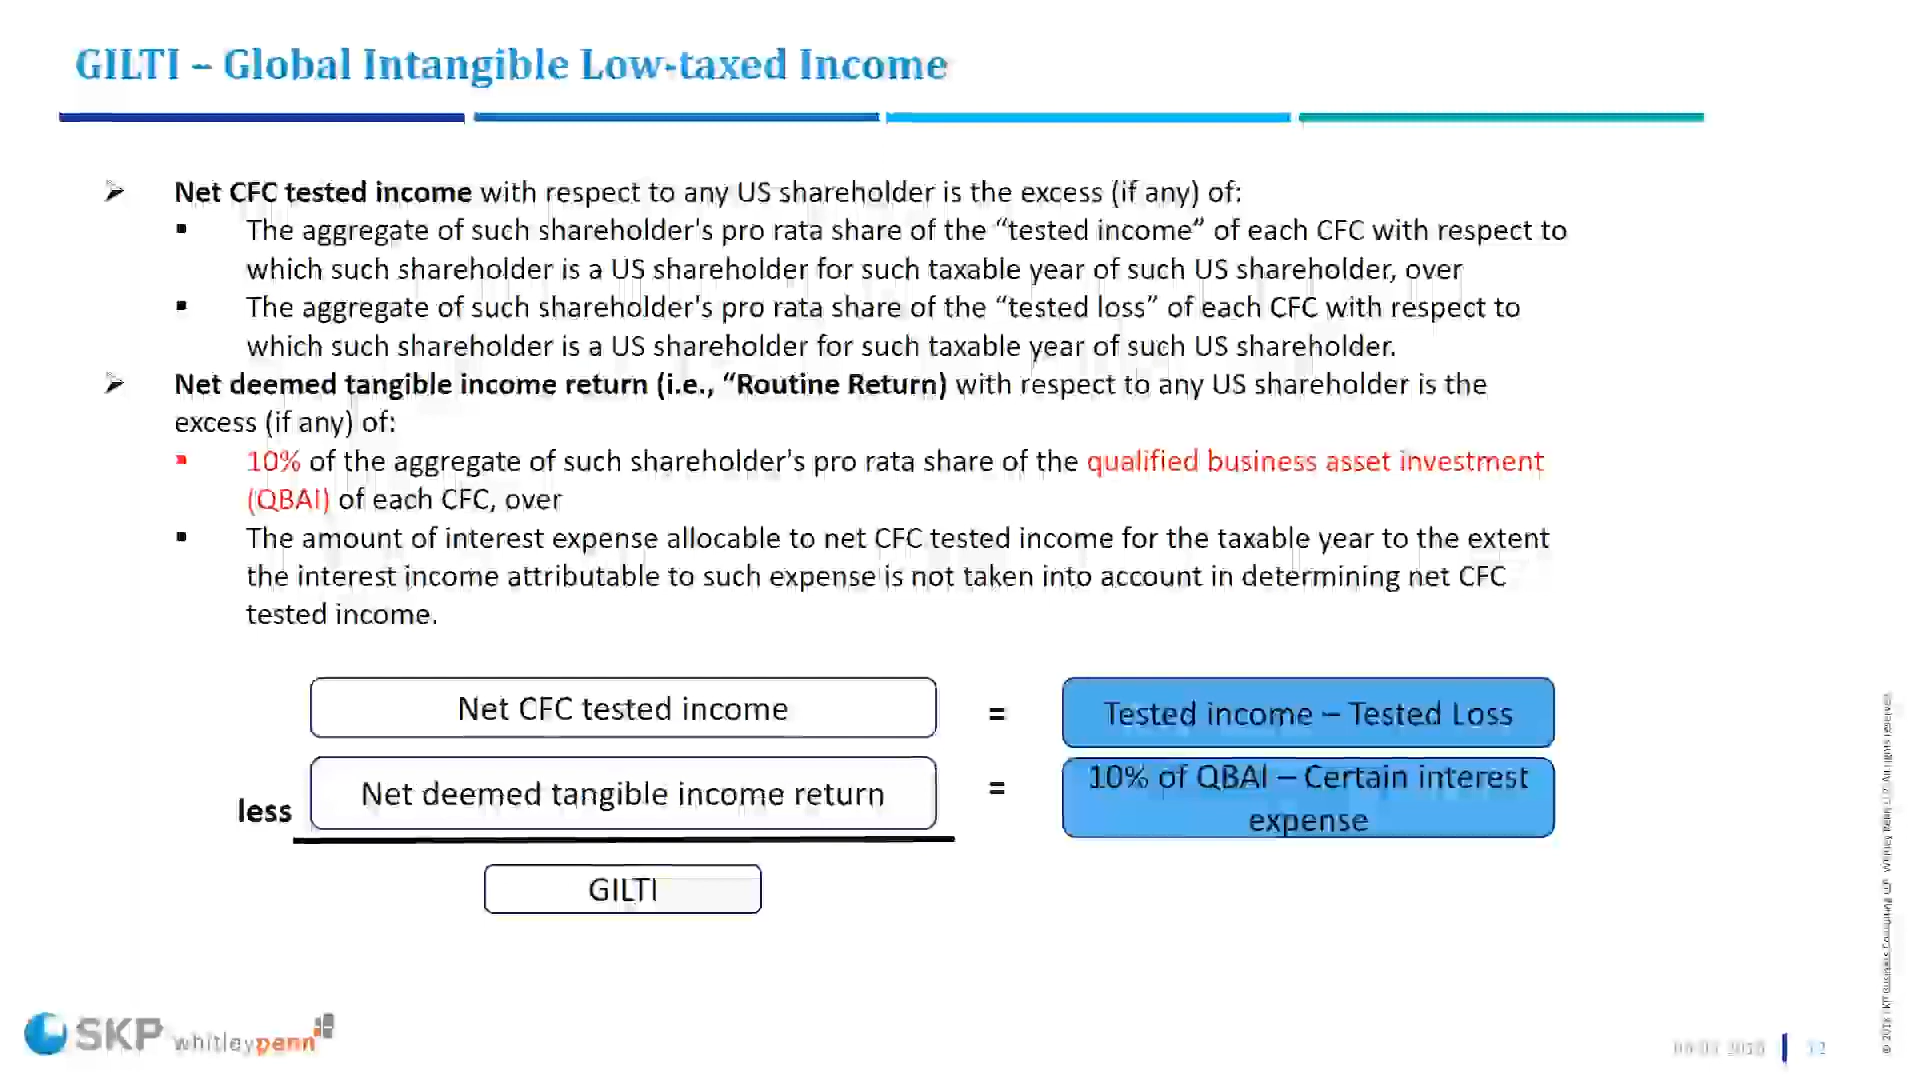 GILTI – Global Intangible Low-taxed Income
Net CFC tested income with respect to any US shareholder is the excess (if any) of:
The aggregate of such shareholder's pro rata share of the “tested income” of each CFC with respect to
which such shareholder is a US shareholder for such taxable year of such US shareholder, over
The aggregate of such shareholder's pro rata share of the “tested loss” of each CFC with respect to
which such shareholder is a US shareholder for such taxable year of such US shareholder.
Net deemed tangible income return (i.e., “Routine Return) with respect to any US shareholder is the
excess (if any) of:
10% of the aggregate of such shareholder's pro rata share of the qualified business asset investment
(QBAI) of each CFC, over
The amount of interest expense allocable to net CFC tested income for the taxable year to the extent
the interest income attributable to such expense is not taken into account in determining net CFC
tested income.
Net CFC tested income = Tested income – Tested Loss
less Net deemed tangible income return = 10% of QBAI – Certain interest
expense
GILTI
SKP whitleypenn